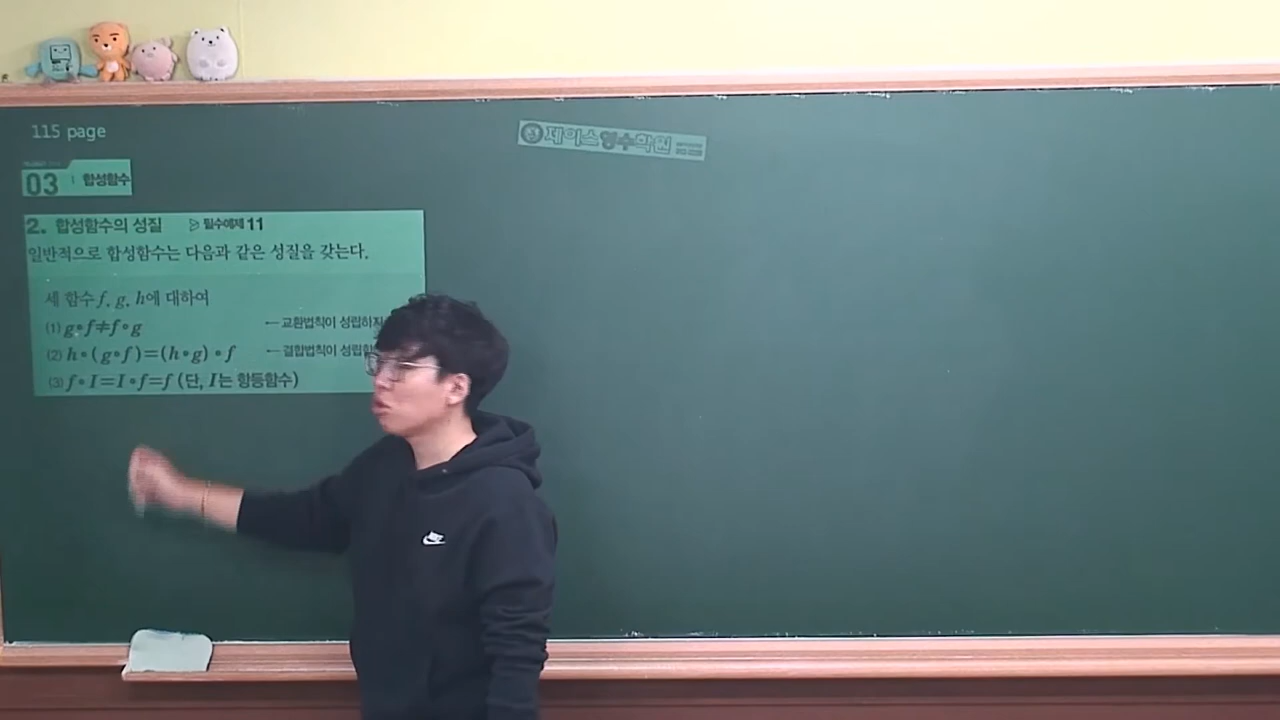 115 page
제이스영수학원
03 합성함수
2. 합성함수의 성질 ▷ 필수예제 11
일반적으로 합성함수는 다음과 같은 성질을 갖는다.
세 함수 f, g, h에 대하여
(1) g∘f≠f∘g ←교환법칙이 성립하지
(2) h∘(g∘f)=(h∘g)∘f ←결합법칙이
(3) f∘I=I∘f=f (단, I는 항등함수)